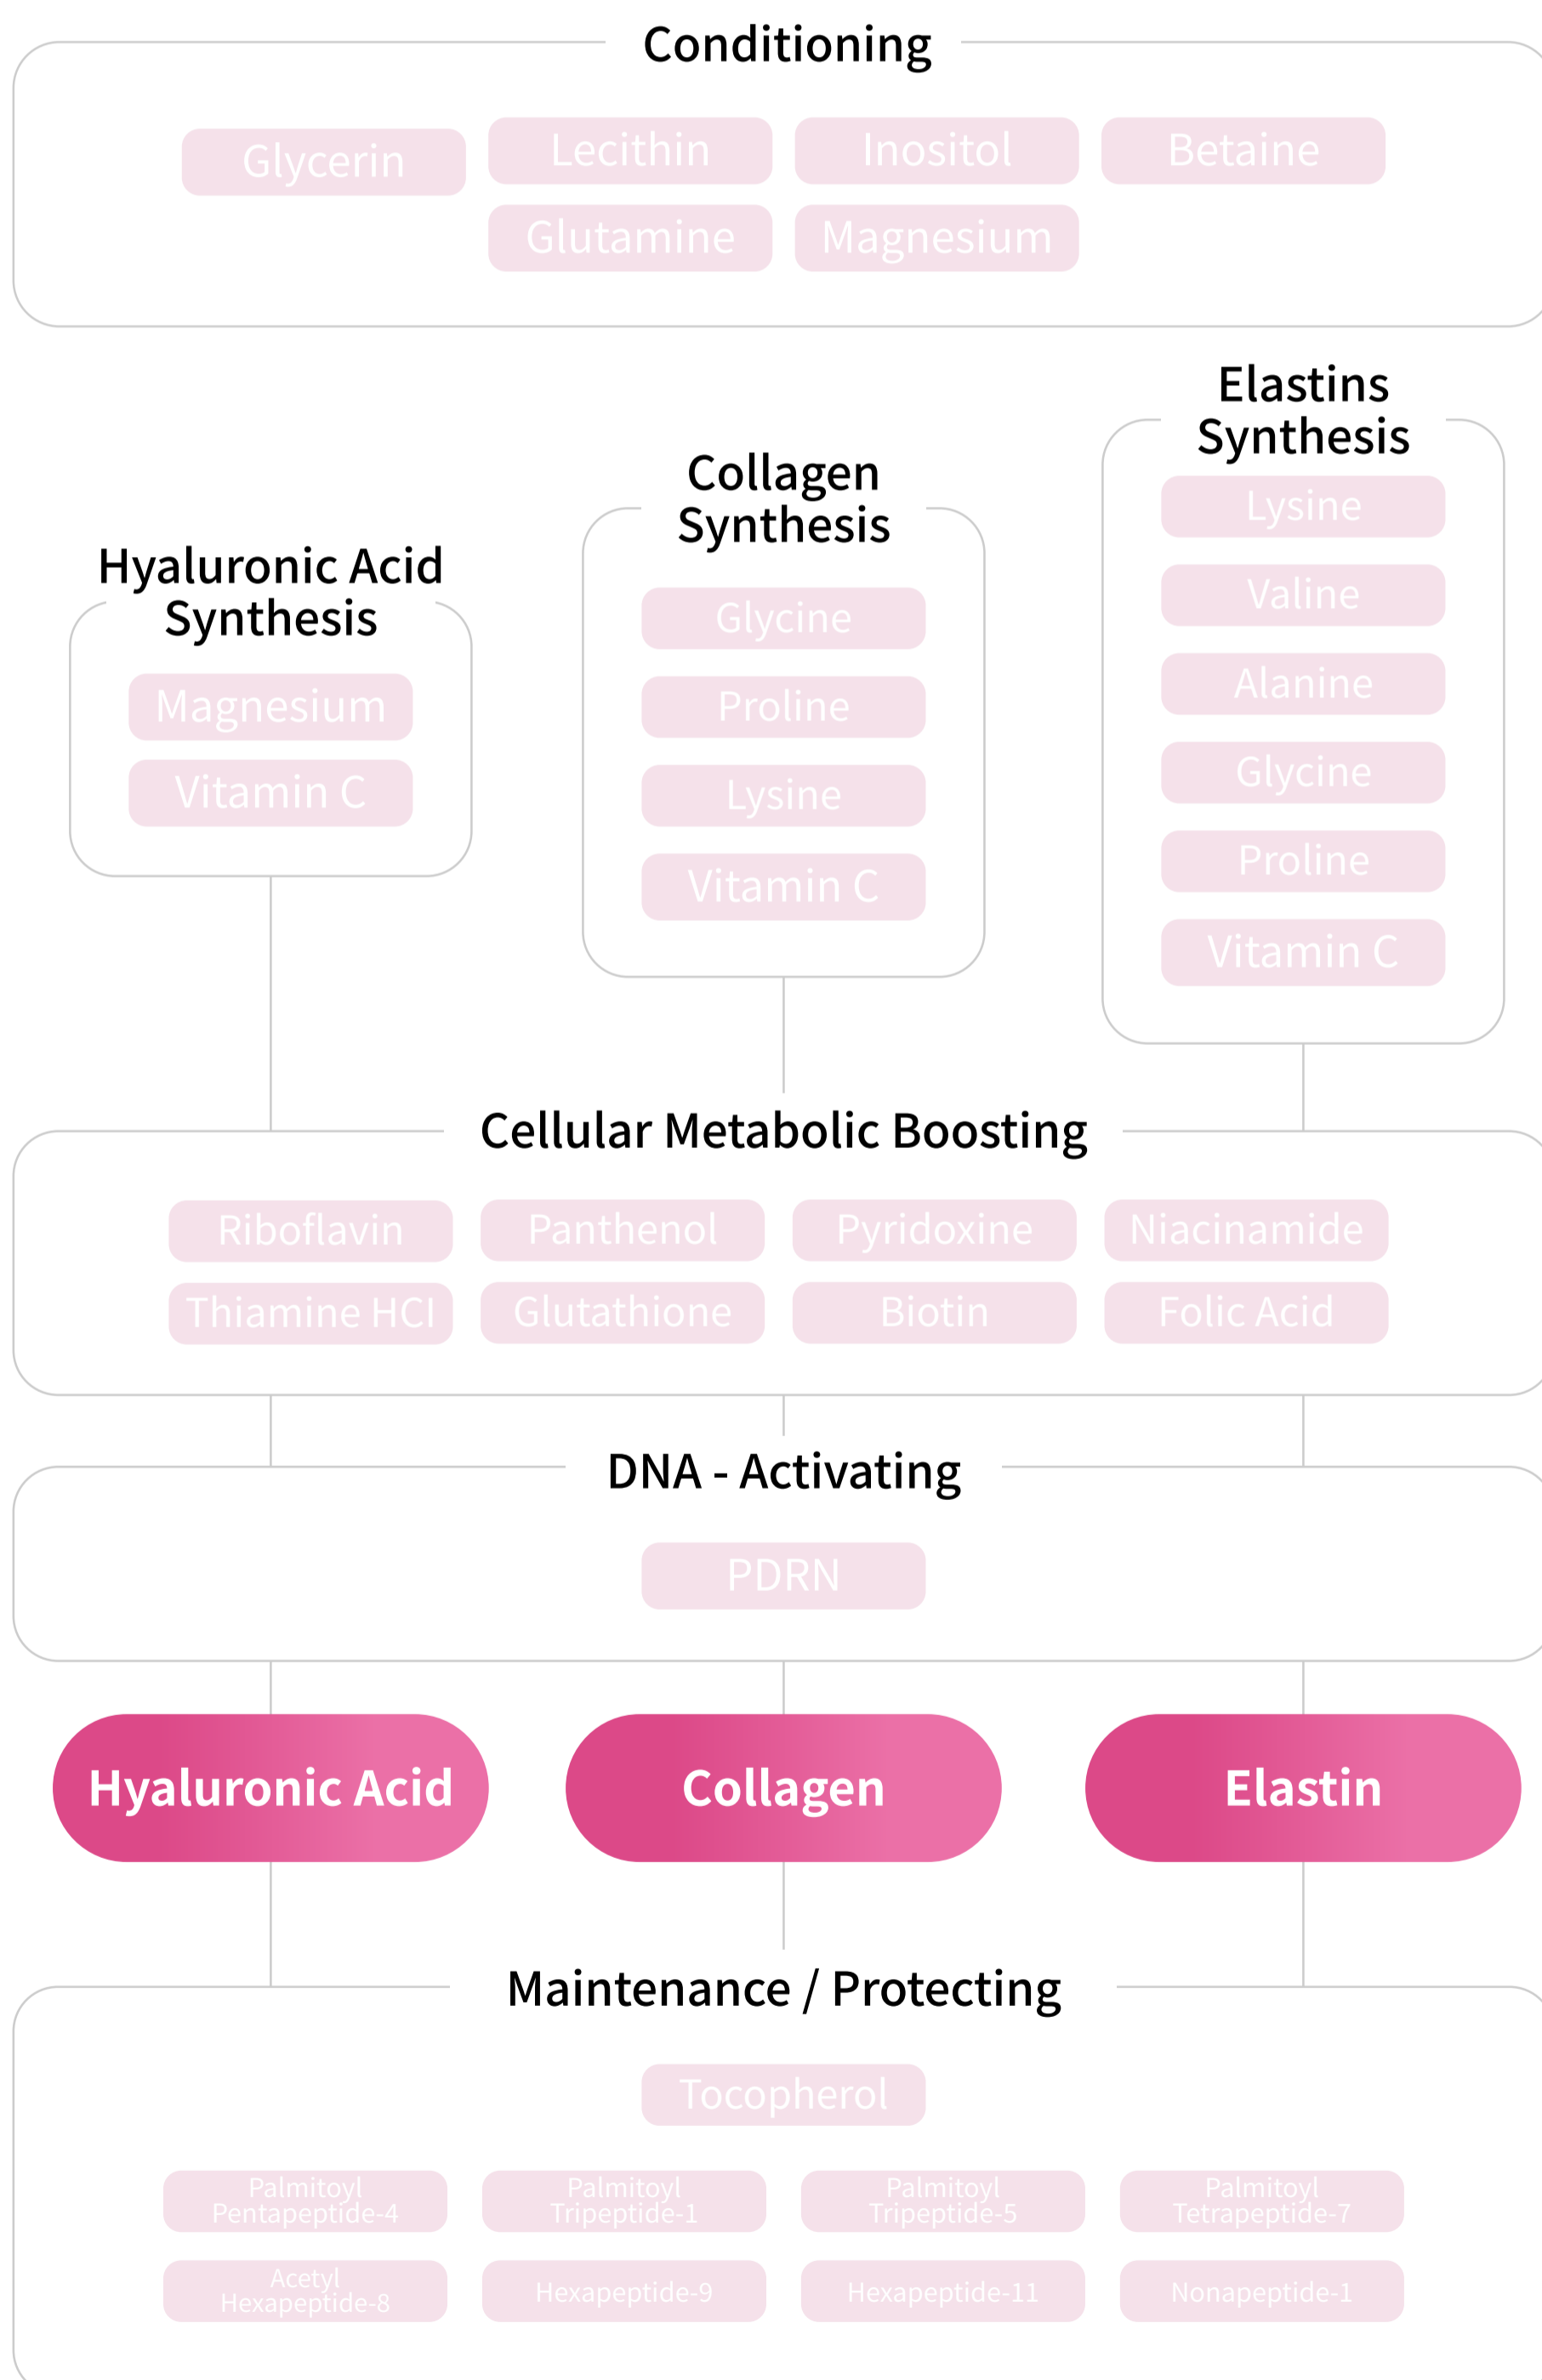 Conditioning
Glycerin
Lecithin
Inositol
Betaine
Glutamine
Magnesium
Hyaluronic Acid
Synthesis
Magnesium
Vitamin C
Collagen
Synthesis
Glycine
Proline
Lysine
Vitamin C
Elastins
Synthesis
Lysine
Valine
Alanine
Glycine
Proline
Vitamin C
Cellular Metabolic Boosting
Riboflavin
Panthenol
Pyridoxine
Niacinamide
Thiamine HCl
Glutathione
Biotin
Folic Acid
DNA - Activating
PDRN
Hyaluronic Acid
Collagen
Elastin
Maintenance / Protecting
Tocopherol
Palmitoyl
Pentapeptide-4
Palmitoyl
Tripeptide-1
Palmitoyl
Tripeptide-5
Palmitoyl
Tetrapeptide-7
Acetyl
Hexapeptide-8
Hexapeptide-9
Hexapeptide-11
Nonapeptide-1